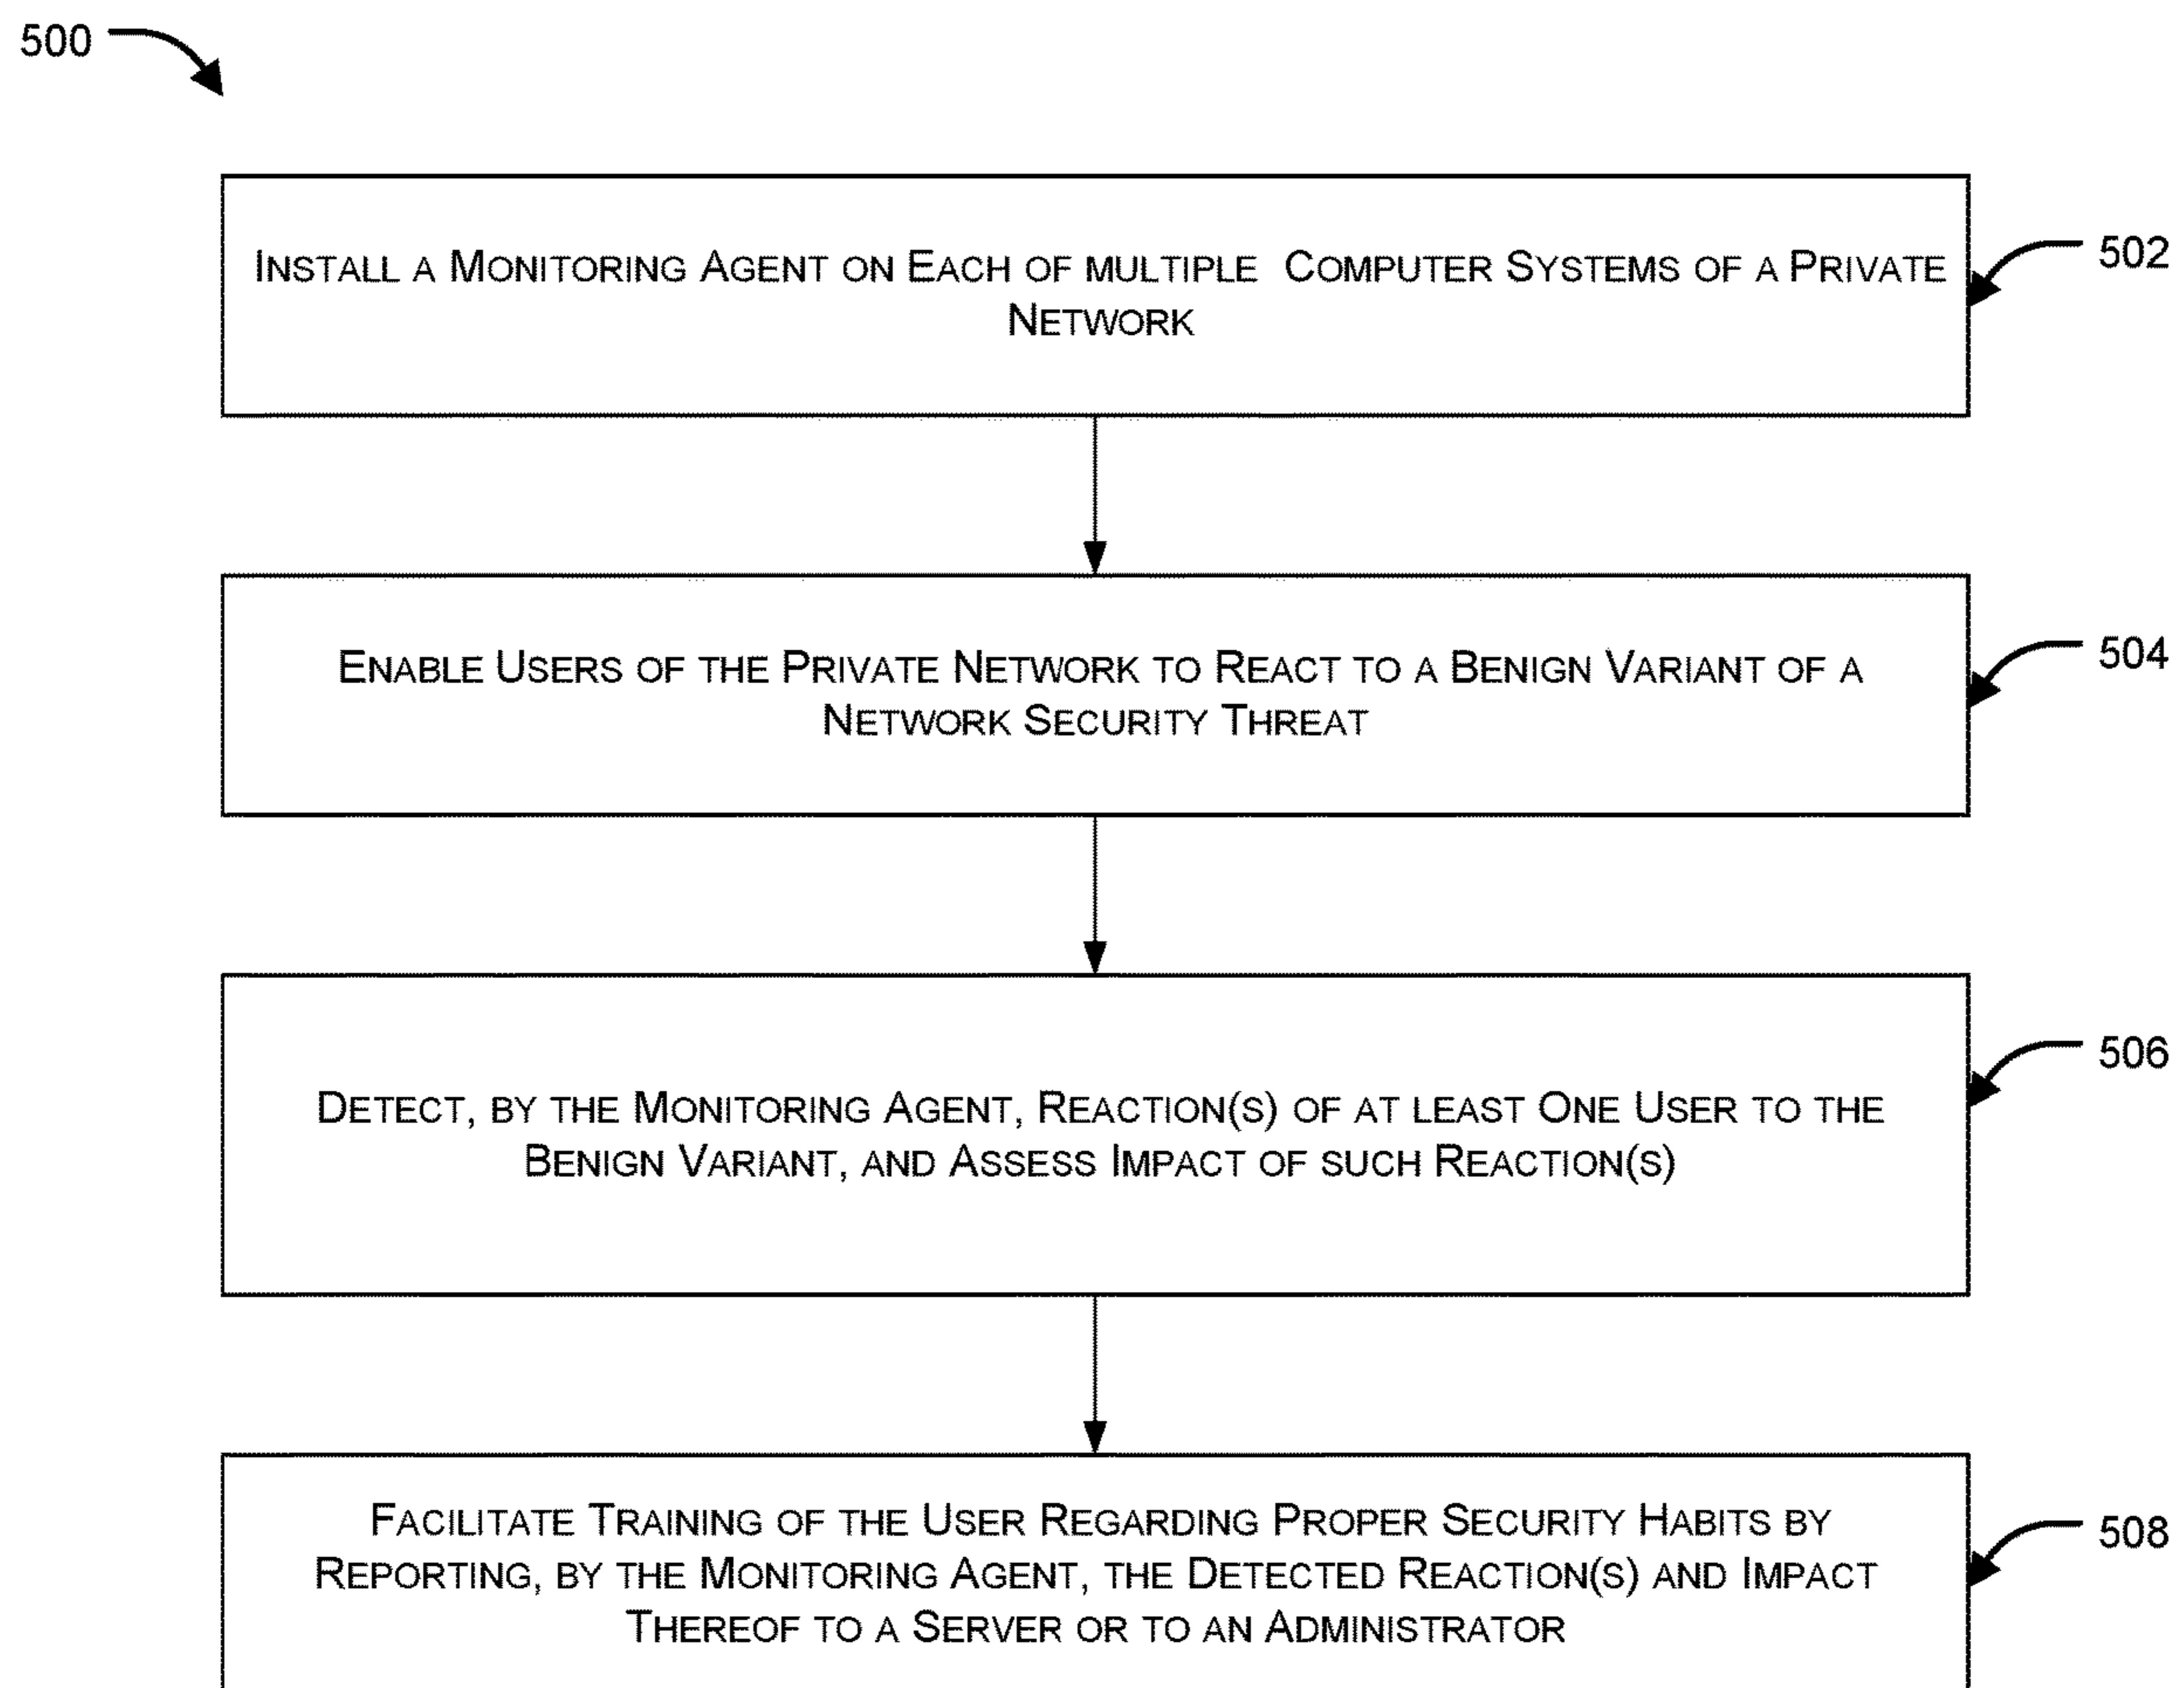 500
INSTALL A MONITORING AGENT ON EACH OF MULTIPLE COMPUTER SYSTEMS OF A PRIVATE
NETWORK
502
ENABLE USERS OF THE PRIVATE NETWORK TO REACT TO A BENIGN VARIANT OF A
NETWORK SECURITY THREAT
504
DETECT, BY THE MONITORING AGENT, REACTION(S) OF AT LEAST ONE USER TO THE
BENIGN VARIANT, AND ASSESS IMPACT OF SUCH REACTION(S)
506
FACILITATE TRAINING OF THE USER REGARDING PROPER SECURITY HABITS BY
REPORTING, BY THE MONITORING AGENT, THE DETECTED REACTION(S) AND IMPACT
THEREOF TO A SERVER OR TO AN ADMINISTRATOR
508